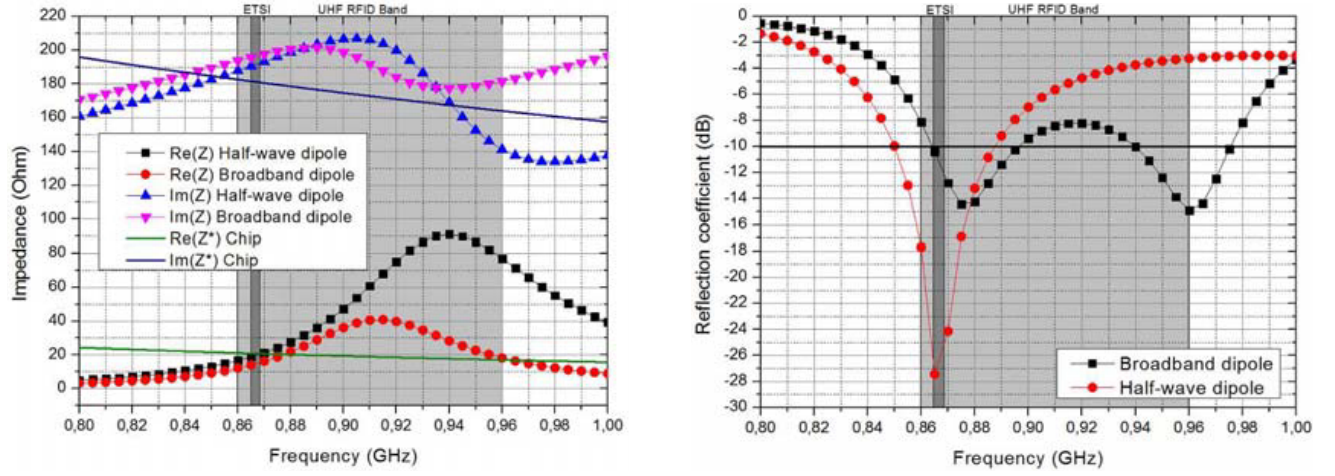 ETSI UHF RFID Band
220
200
180
160
140
120
100
80
60
40
20
0
Impedance (Ohm)
Re(Z) Half-wave dipole
Re(Z) Broadband dipole
Im(Z) Half-wave dipole
Im(Z) Broadband dipole
Re(Z*) Chip
Im(Z*) Chip
0,80 0,82 0,84 0,86 0,88 0,90 0,92 0,94 0,96 0,98 1,00
Frequency (GHz)
ETSI UHF RFID Band
0
-2
-4
-6
-8
-10
-12
-14
-16
-18
-20
-22
-24
-26
-28
-30
Reflection coefficient (dB)
Broadband dipole
Half-wave dipole
0,80 0,82 0,84 0,86 0,88 0,90 0,92 0,94 0,96 0,98 1,00
Frequency (GHz)